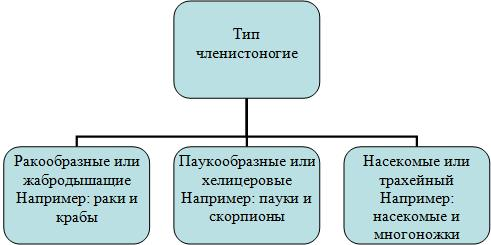 Тип
членистоногие
Ракообразные или
жабродышащие
Например: раки и
крабы
Паукообразные или
хелицеровые
Например: пауки и
скорпионы
Насекомые или
трахейный
Например:
насекомые и
многоножки